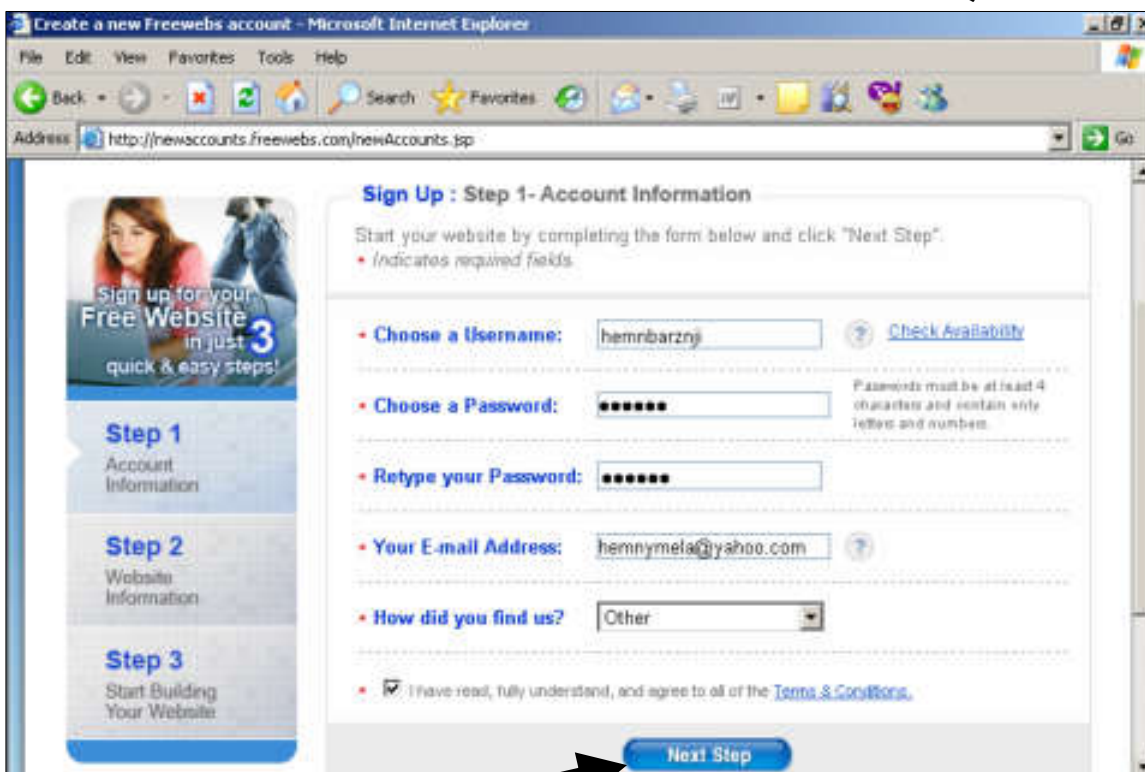 Create a new Freewebs account - Microsoft Internet Explorer
File Edit View Favorites Tools Help
Back Search Favorites
Address http://newaccounts.freewebs.com/newAccounts.jsp Go
Sign up for your
Free Website
in just 3
quick & easy steps!
Step 1
Account
Information
Step 2
Website
Information
Step 3
Start Building
Your Website
Sign Up : Step 1- Account Information
Start your website by completing the form below and click "Next Step".
• Indicates required fields
• Choose a Username: hemnbarznji ? Check Availability
• Choose a Password: ●●●●●●
Passwords must be at least 4
characters and contain only
letters and numbers.
• Retype your Password: ●●●●●●
• Your E-mail Address: hemnymela@yahoo.com ?
• How did you find us? Other
• I have read, fully understand, and agree to all of the Terms & Conditions.
Next Step